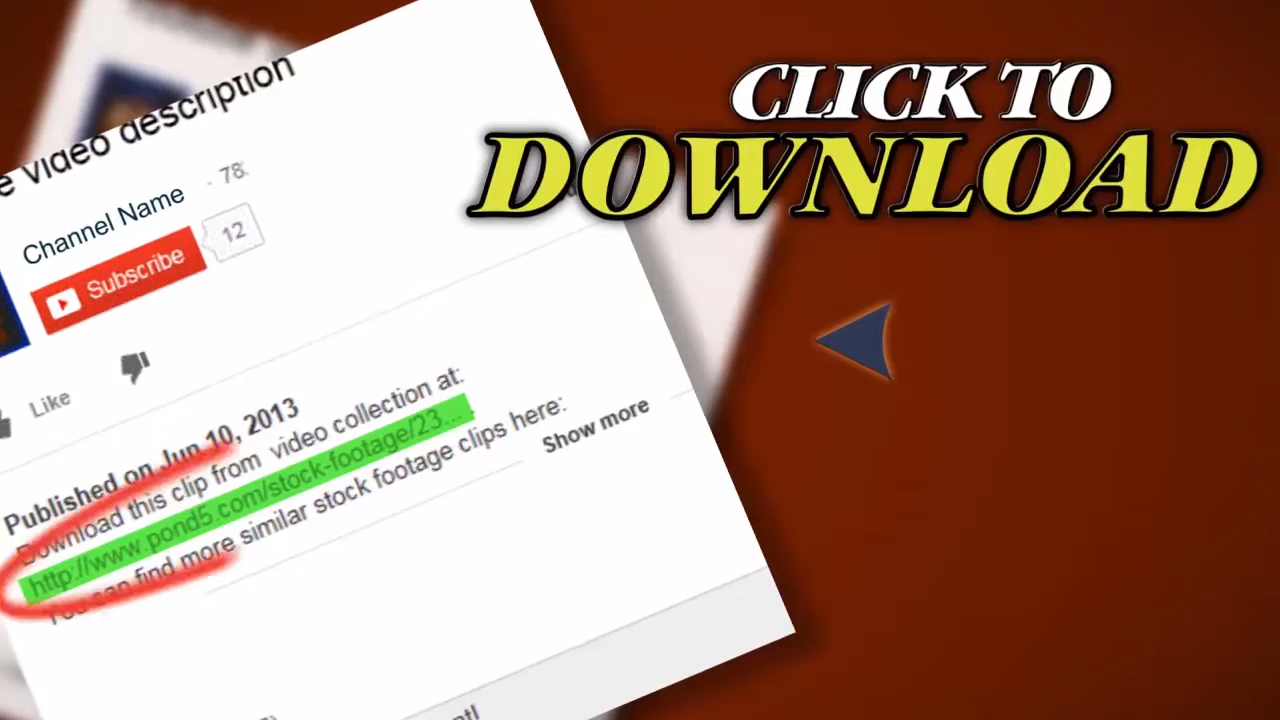 CLICK TO
DOWNLOAD
e video description
Channel Name
78
Subscribe
12
Like
Published on Jun 10, 2013
Download this clip from video collection at:
http://www.pond5.com/stock-footage/23...
You can find more similar stock footage clips here:
Show more